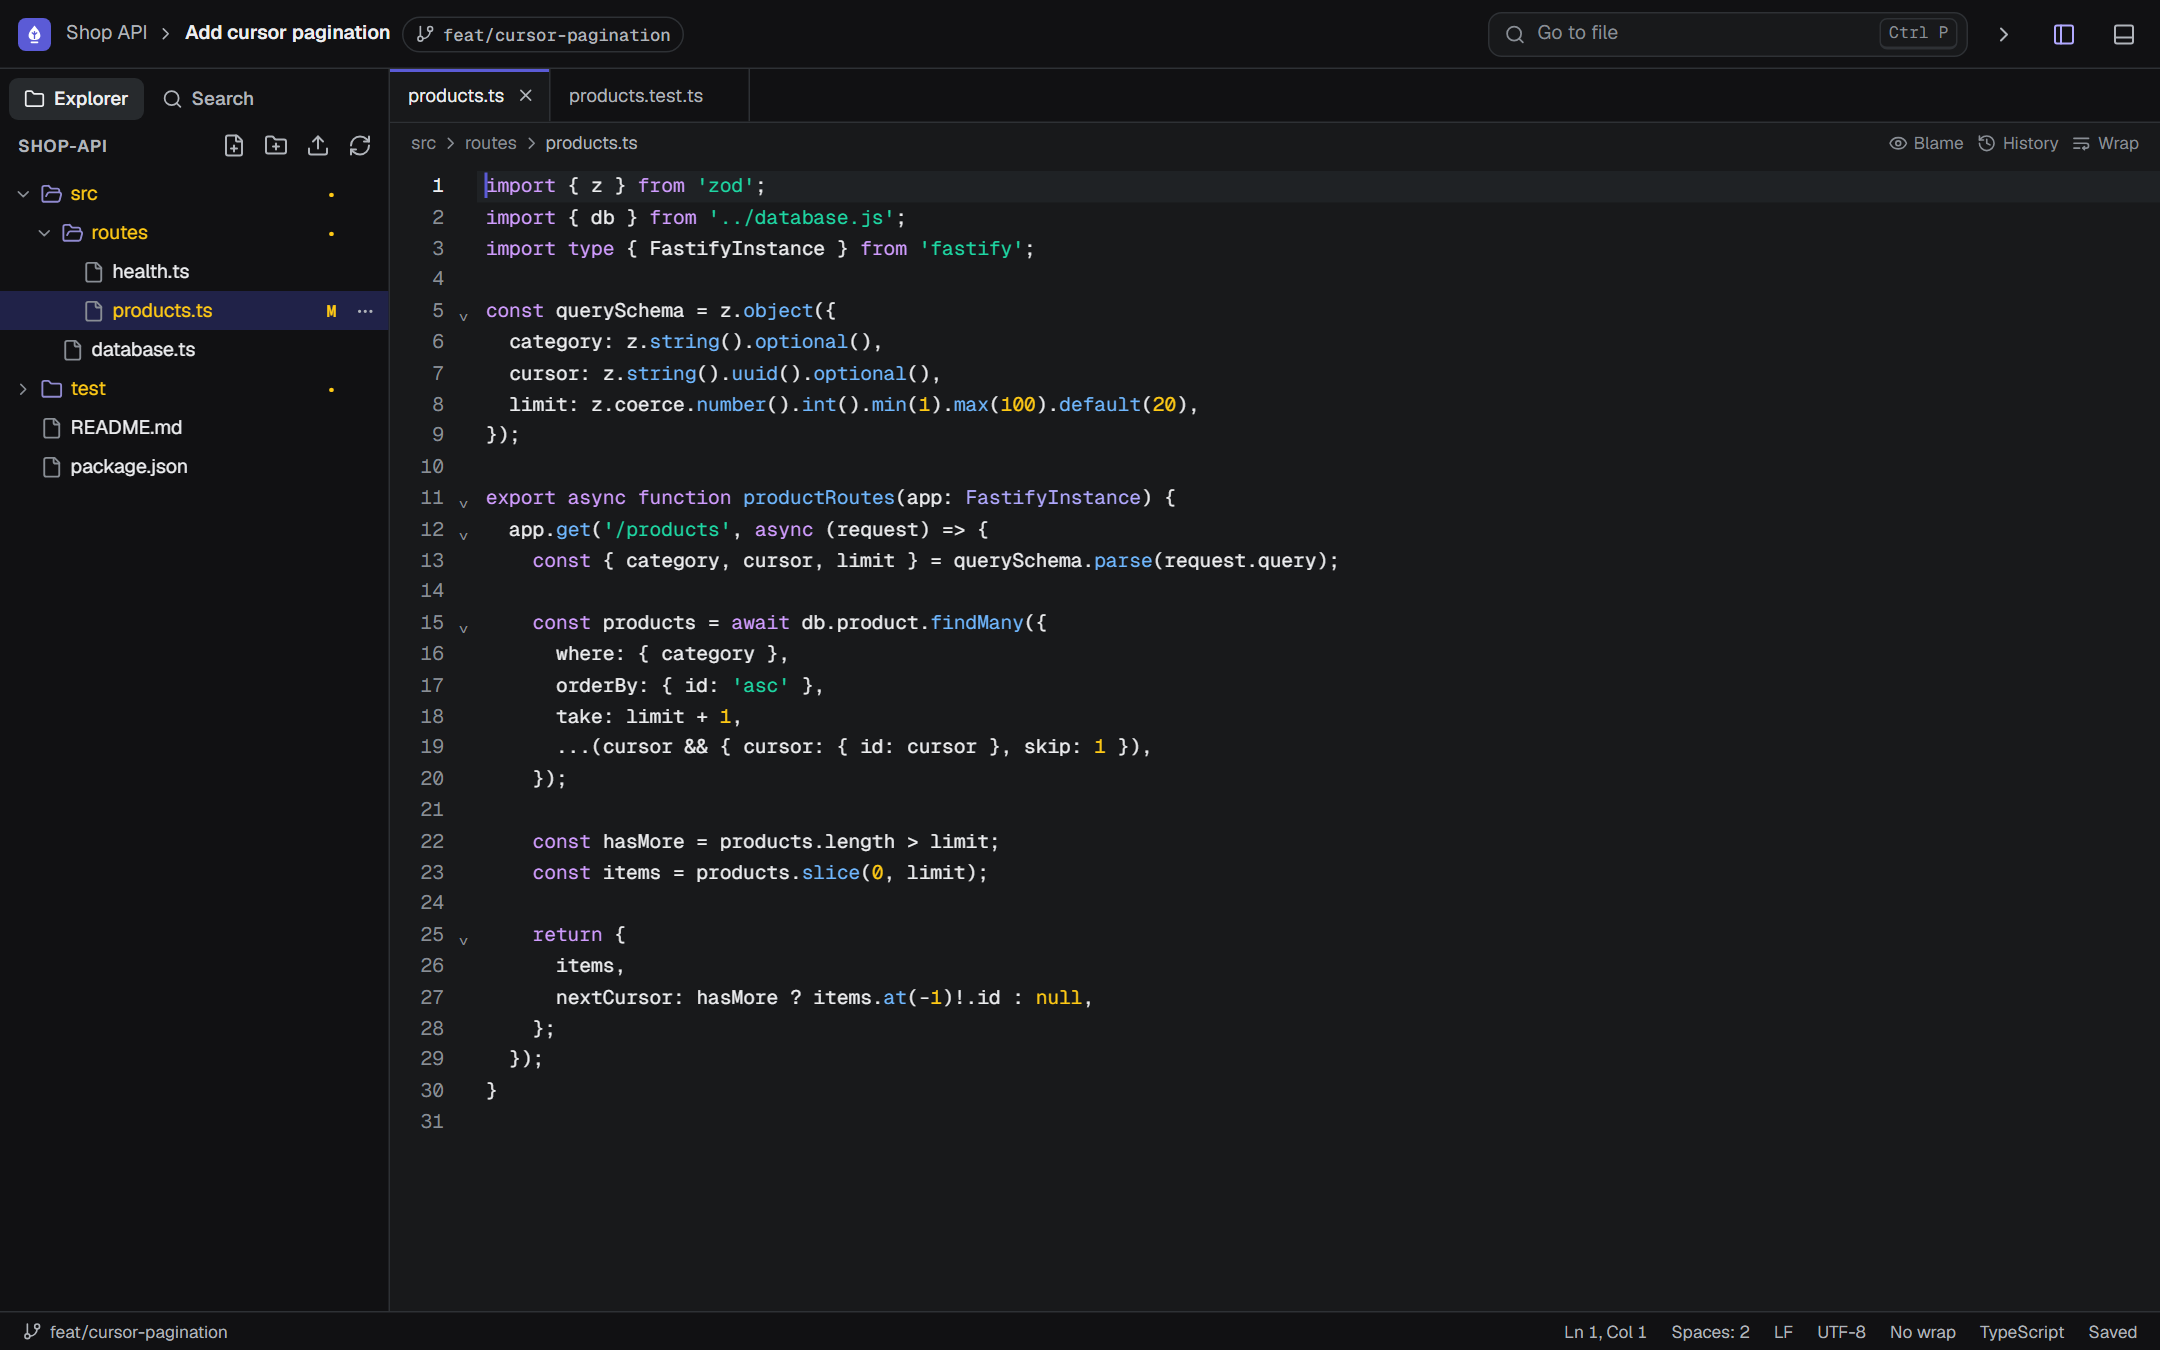 Shop API > Add cursor pagination feat/cursor-pagination
Go to file Ctrl P
Explorer Search
SHOP-API
src
routes
health.ts
products.ts M ···
database.ts
test
README.md
package.json
products.ts products.test.ts
src > routes > products.ts
Blame History Wrap
1 import { z } from 'zod';
2 import { db } from '../database.js';
3 import type { FastifyInstance } from 'fastify';
4
5 const querySchema = z.object({
6   category: z.string().optional(),
7   cursor: z.string().uuid().optional(),
8   limit: z.coerce.number().int().min(1).max(100).default(20),
9 });
10
11 export async function productRoutes(app: FastifyInstance) {
12   app.get('/products', async (request) => {
13     const { category, cursor, limit } = querySchema.parse(request.query);
14
15     const products = await db.product.findMany({
16       where: { category },
17       orderBy: { id: 'asc' },
18       take: limit + 1,
19       ...(cursor && { cursor: { id: cursor }, skip: 1 }),
20     });
21
22     const hasMore = products.length > limit;
23     const items = products.slice(0, limit);
24
25     return {
26       items,
27       nextCursor: hasMore ? items.at(-1)!.id : null,
28     };
29   });
30 }
31
feat/cursor-pagination
Ln 1, Col 1 Spaces: 2 LF UTF-8 No wrap TypeScript Saved